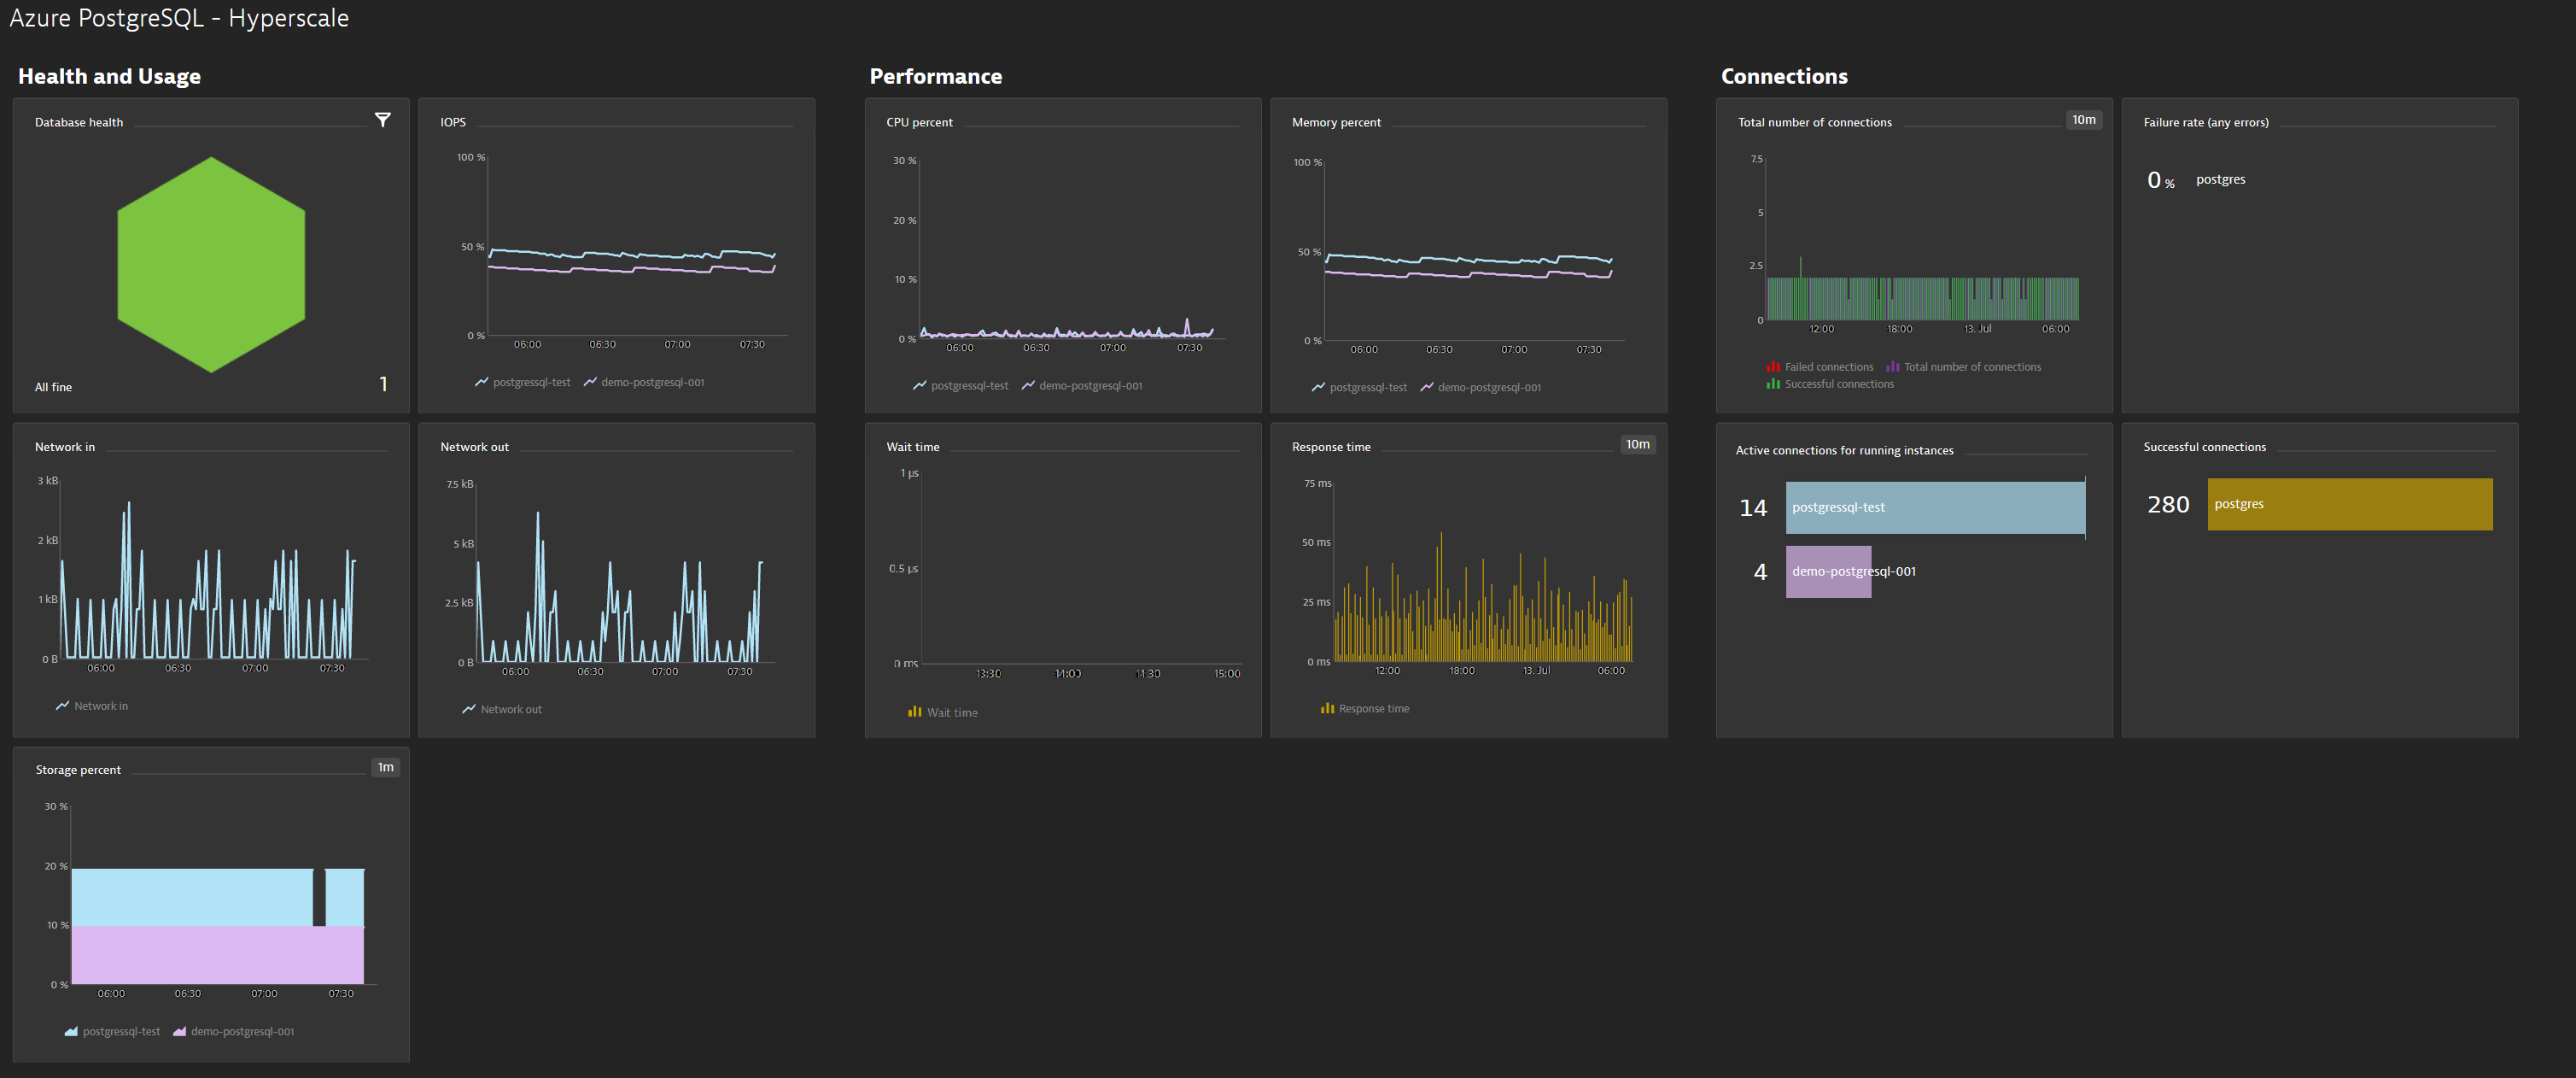 Azure PostgreSQL - Hyperscale
Health and Usage
Database health
All fine
1
IOPS
100 %
50 %
0 %
06:00 06:30 07:00 07:30
postgressql-test demo-postgresql-001
Network in
3 kB
2 kB
1 kB
0 B
06:00 06:30 07:00 07:30
Network in
Network out
7.5 kB
5 kB
2.5 kB
0 B
06:00 06:30 07:00 07:30
Network out
Storage percent
1m
30 %
20 %
10 %
0 %
06:00 06:30 07:00 07:30
postgressql-test demo-postgresql-001
Performance
CPU percent
30 %
20 %
10 %
0 %
06:00 06:30 07:00 07:30
postgressql-test demo-postgresql-001
Memory percent
100 %
50 %
0 %
06:00 06:30 07:00 07:30
postgressql-test demo-postgresql-001
Wait time
1 µs
0.5 µs
0 ms
13:30 14:00 14:30 15:00
Wait time
Response time
10m
75 ms
50 ms
25 ms
0 ms
12:00 18:00 13. Jul 06:00
Response time
Connections
Total number of connections
10m
7.5
5
2.5
0
12:00 18:00 13. Jul 06:00
Failed connections Total number of connections
Successful connections
Failure rate (any errors)
0 % postgres
Active connections for running instances
14 postgressql-test
4 demo-postgresql-001
Successful connections
280 postgres